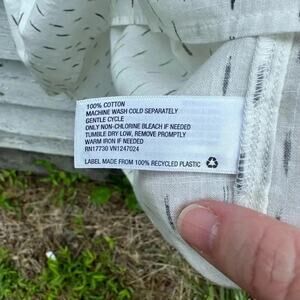 100% COTTON
MACHINE WASH COLD SEPARATELY
GENTLE CYCLE
ONLY NON-CHLORINE BLEACH IF NEEDED
TUMBLE DRY LOW, REMOVE PROMPTLY
WARM IRON IF NEEDED
RN17730 VN1247024
LABEL MADE FROM 100% RECYCLED PLASTIC